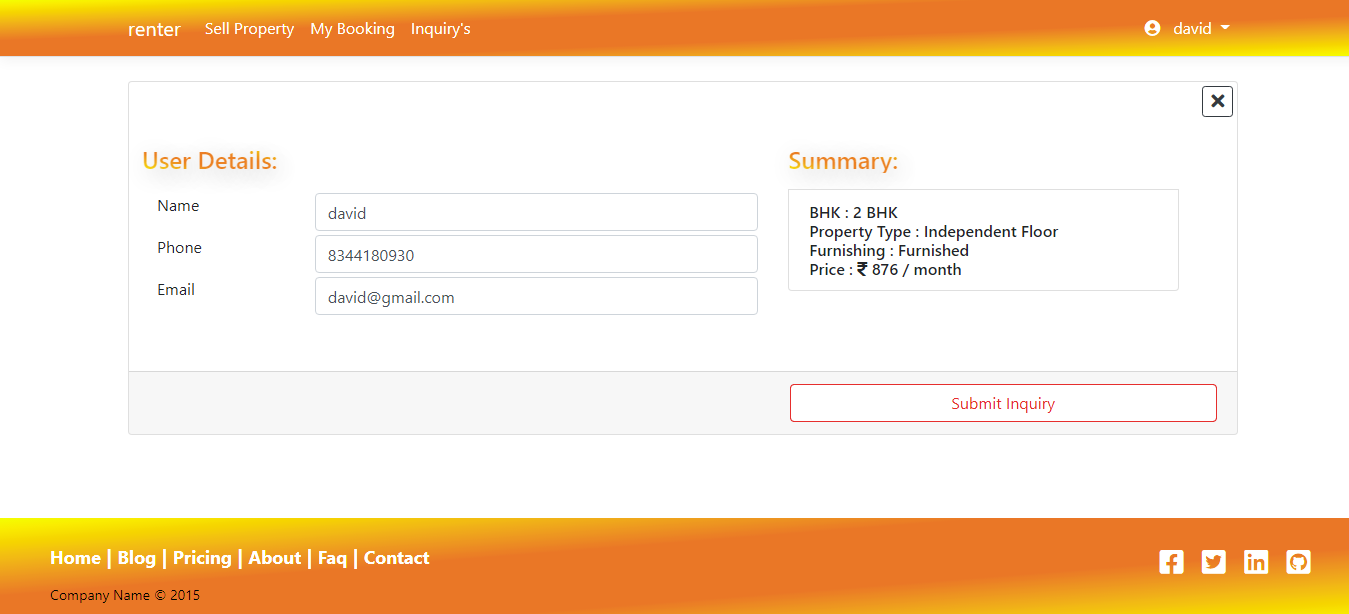 renter Sell Property My Booking Inquiry's david
User Details:
Name david
Phone 8344180930
Email david@gmail.com
Summary:
BHK : 2 BHK
Property Type : Independent Floor
Furnishing : Furnished
Price : ₹ 876 / month
Submit Inquiry
Home | Blog | Pricing | About | Faq | Contact
Company Name © 2015